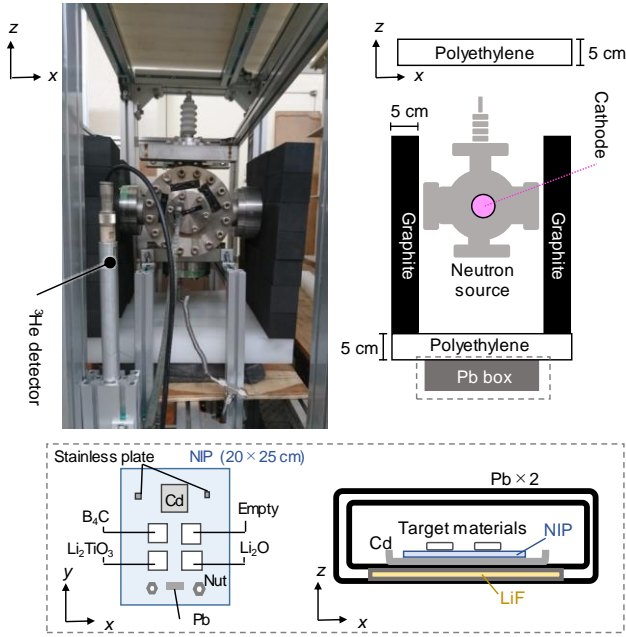 z
x
³He detector
z
x
Polyethylene
5 cm
5 cm
Cathode
Graphite
Graphite
Neutron
source
5 cm
Polyethylene
Pb box
Stainless plate
NIP (20×25 cm)
Cd
B₄C
Empty
Li₂TiO₃
Li₂O
Nut
Pb
y
x
Pb×2
Target materials
NIP
Cd
LiF
z
x